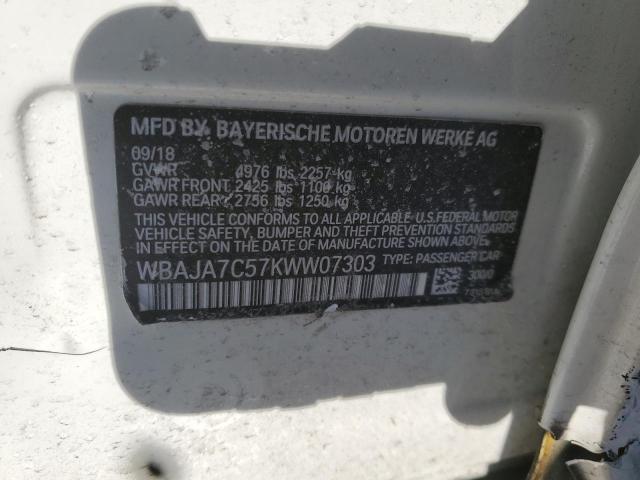 MFD BY BAYERISCHE MOTOREN WERKE AG
09/18
GVWR 4976 lbs 2257 kg
GAWR FRONT 2425 lbs 1100 kg
GAWR REAR 2756 lbs 1250 kg
THIS VEHICLE CONFORMS TO ALL APPLICABLE U.S. FEDERAL MOTOR
VEHICLE SAFETY, BUMPER AND THEFT PREVENTION STANDARDS
IN EFFECT ON THE DATE OF MANUFACTURE SHOWN ABOVE.
WBAJA7C57KWW07303 TYPE: PASSENGER CAR